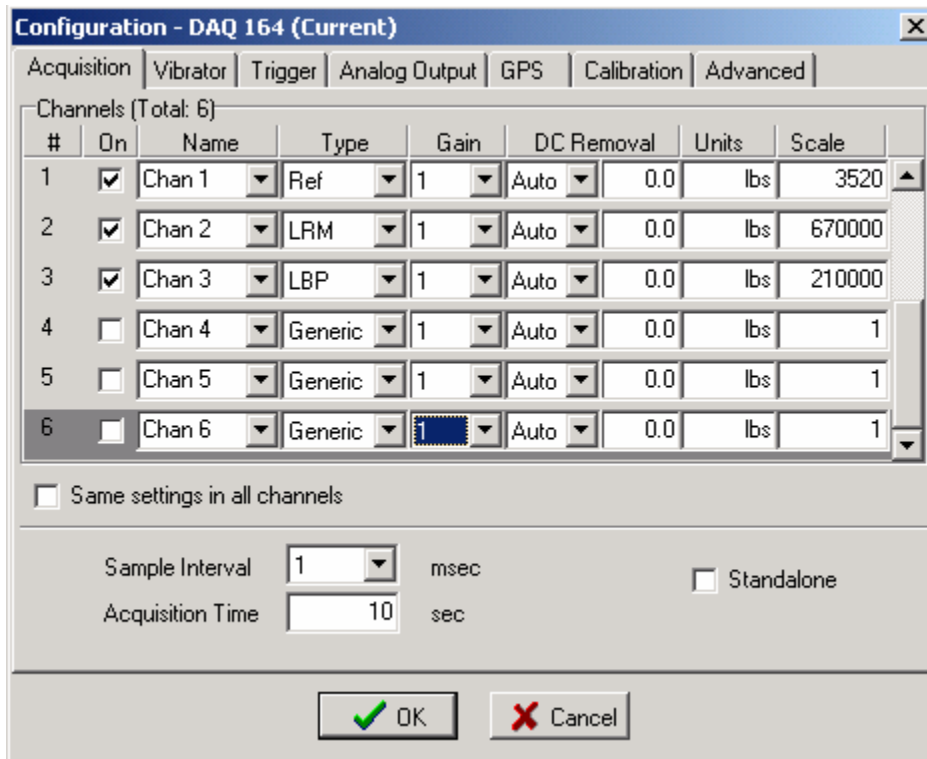 Configuration - DAQ 164 (Current)
Acquisition Vibrator Trigger Analog Output GPS Calibration Advanced
Channels (Total: 6)
# On Name Type Gain DC Removal Units Scale
1 Chan 1 Ref 1 Auto 0.0 lbs 3520
2 Chan 2 LRM 1 Auto 0.0 lbs 670000
3 Chan 3 LBP 1 Auto 0.0 lbs 210000
4 Chan 4 Generic 1 Auto 0.0 lbs 1
5 Chan 5 Generic 1 Auto 0.0 lbs 1
6 Chan 6 Generic 1 Auto 0.0 lbs 1
Same settings in all channels
Sample Interval 1 msec
Standalone
Acquisition Time 10 sec
OK Cancel